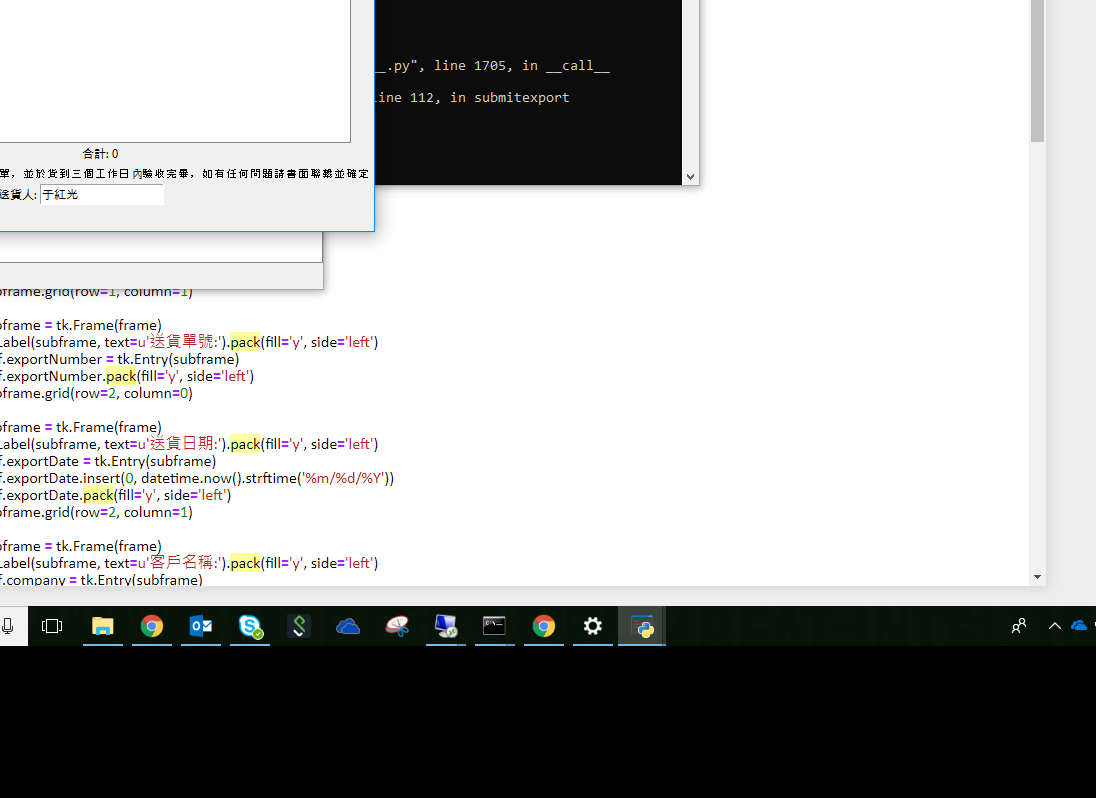 __.py", line 1705, in __call__
line 112, in submitexport
合計: 0
單，並於貨到三個工作日內驗收完畢，如有任何問題請書面聯繫並確定
送貨人: 于紅光
bframe.grid(row=1, column=1)
bframe = tk.Frame(frame)
Label(subframe, text=u'送貨單號:').pack(fill='y', side='left')
f.exportNumber = tk.Entry(subframe)
f.exportNumber.pack(fill='y', side='left')
bframe.grid(row=2, column=0)
bframe = tk.Frame(frame)
Label(subframe, text=u'送貨日期:').pack(fill='y', side='left')
f.exportDate = tk.Entry(subframe)
f.exportDate.insert(0, datetime.now().strftime('%m/%d/%Y'))
f.exportDate.pack(fill='y', side='left')
bframe.grid(row=2, column=1)
bframe = tk.Frame(frame)
Label(subframe, text=u'客戶名稱:').pack(fill='y', side='left')
f.company = tk.Entry(subframe)